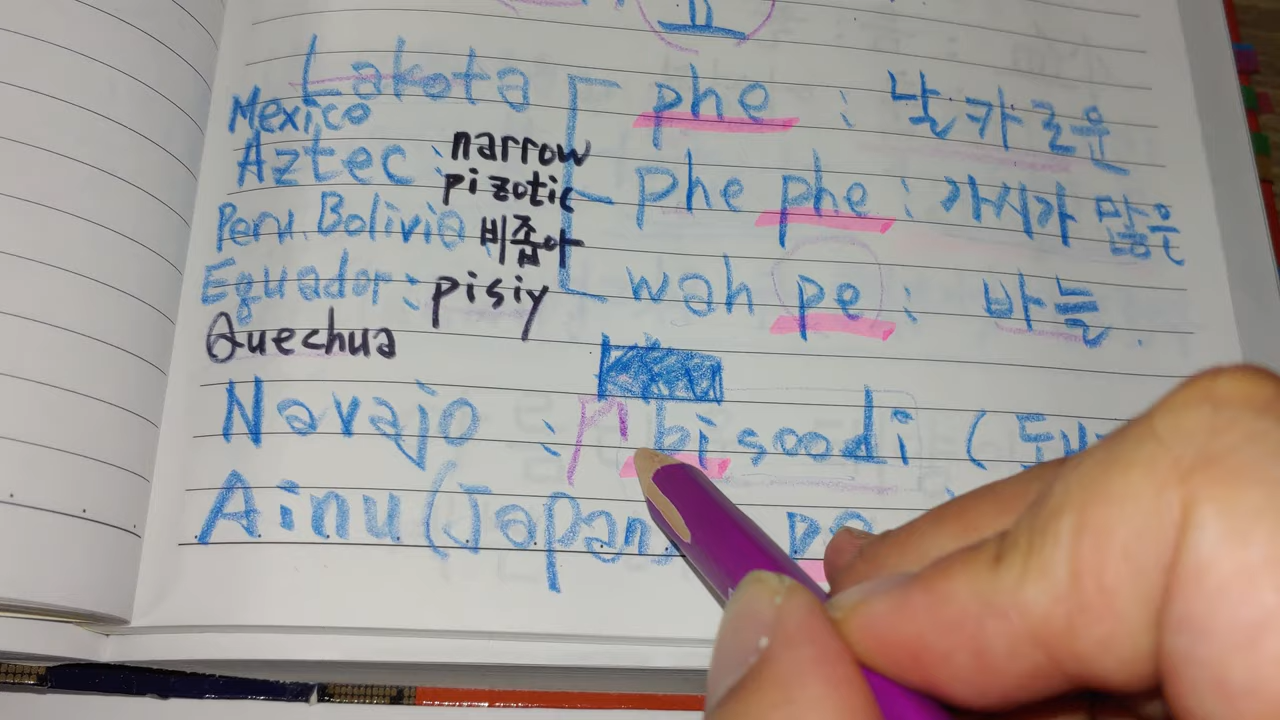 Lakota phe : 날카로운
Mexico
Aztec : narrow
pizotic phe phe : 가시가 많은
Peru. Bolivia 비좁아
Equador : pisiy wah pe : 바늘.
Quechua
Navajo : bisoodi (
Ainu (Japan